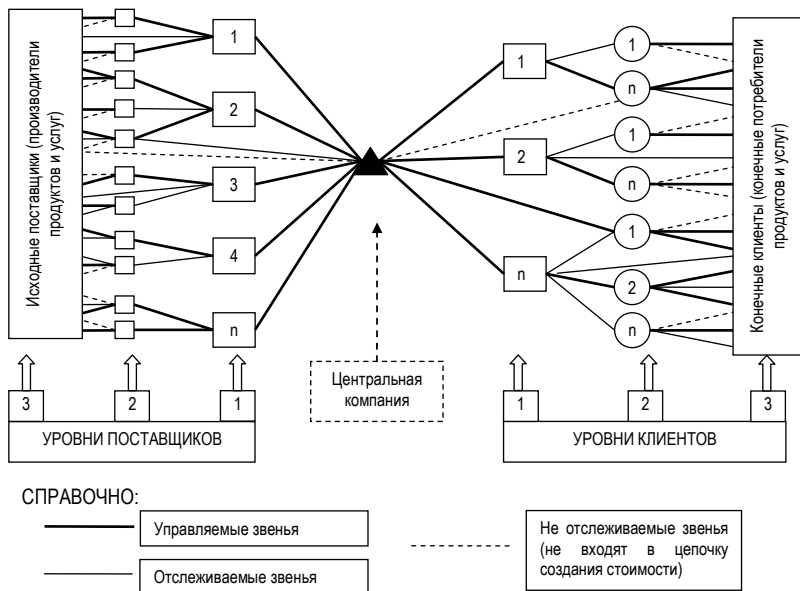 Исходные поставщики (производители
продуктов и услуг)
1
2
3
4
n
1
2
n
1
n
1
n
1
2
n
Конечные клиенты (конечные потребители
продуктов и услуг)
Центральная
компания
3
2
1
УРОВНИ ПОСТАВЩИКОВ
1
2
3
УРОВНИ КЛИЕНТОВ
СПРАВОЧНО:
Управляемые звенья
Отслеживаемые звенья
Не отслеживаемые звенья
(не входят в цепочку
создания стоимости)